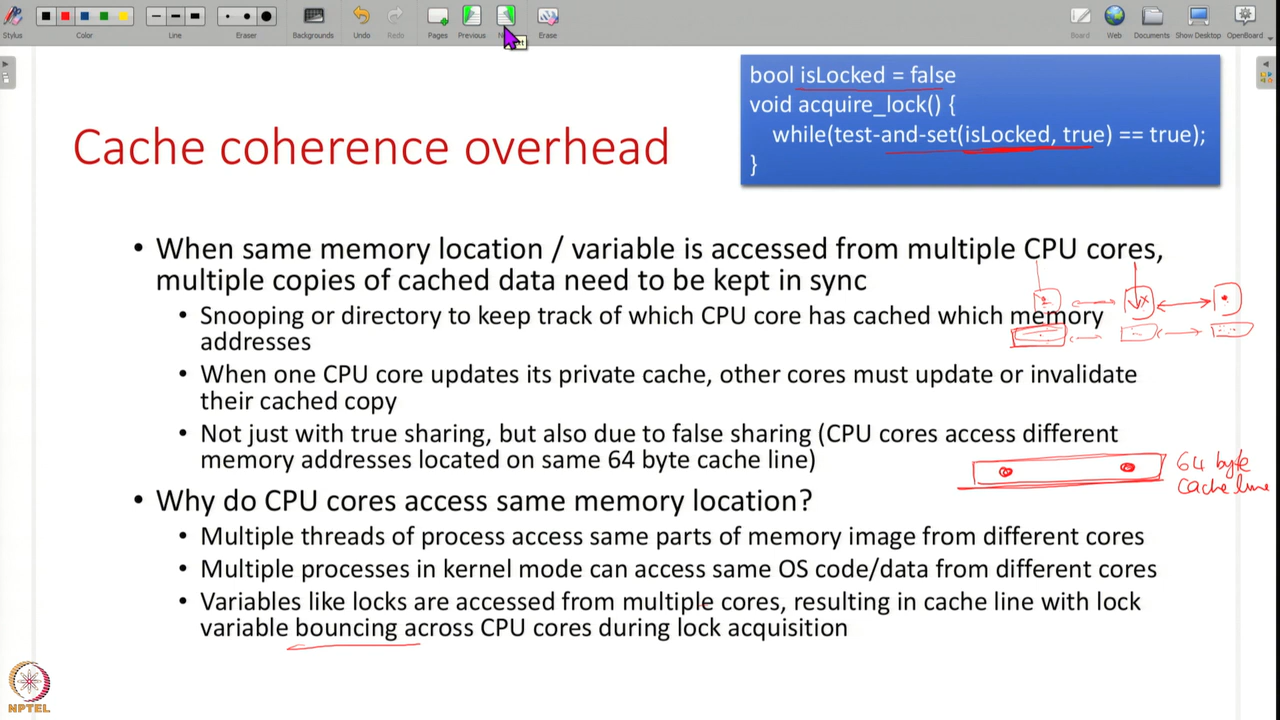 Stylus Color Line Eraser Backgrounds Undo Redo Pages Previous Erase Board Web Documents Show Desktop OpenBoard
bool isLocked = false
void acquire_lock() {
while(test-and-set(isLocked, true) == true);
}
Cache coherence overhead
• When same memory location / variable is accessed from multiple CPU cores,
multiple copies of cached data need to be kept in sync
• Snooping or directory to keep track of which CPU core has cached which memory
addresses
• When one CPU core updates its private cache, other cores must update or invalidate
their cached copy
• Not just with true sharing, but also due to false sharing (CPU cores access different
memory addresses located on same 64 byte cache line)
64 byte
cache line
• Why do CPU cores access same memory location?
• Multiple threads of process access same parts of memory image from different cores
• Multiple processes in kernel mode can access same OS code/data from different cores
• Variables like locks are accessed from multiple cores, resulting in cache line with lock
variable bouncing across CPU cores during lock acquisition
NPTEL